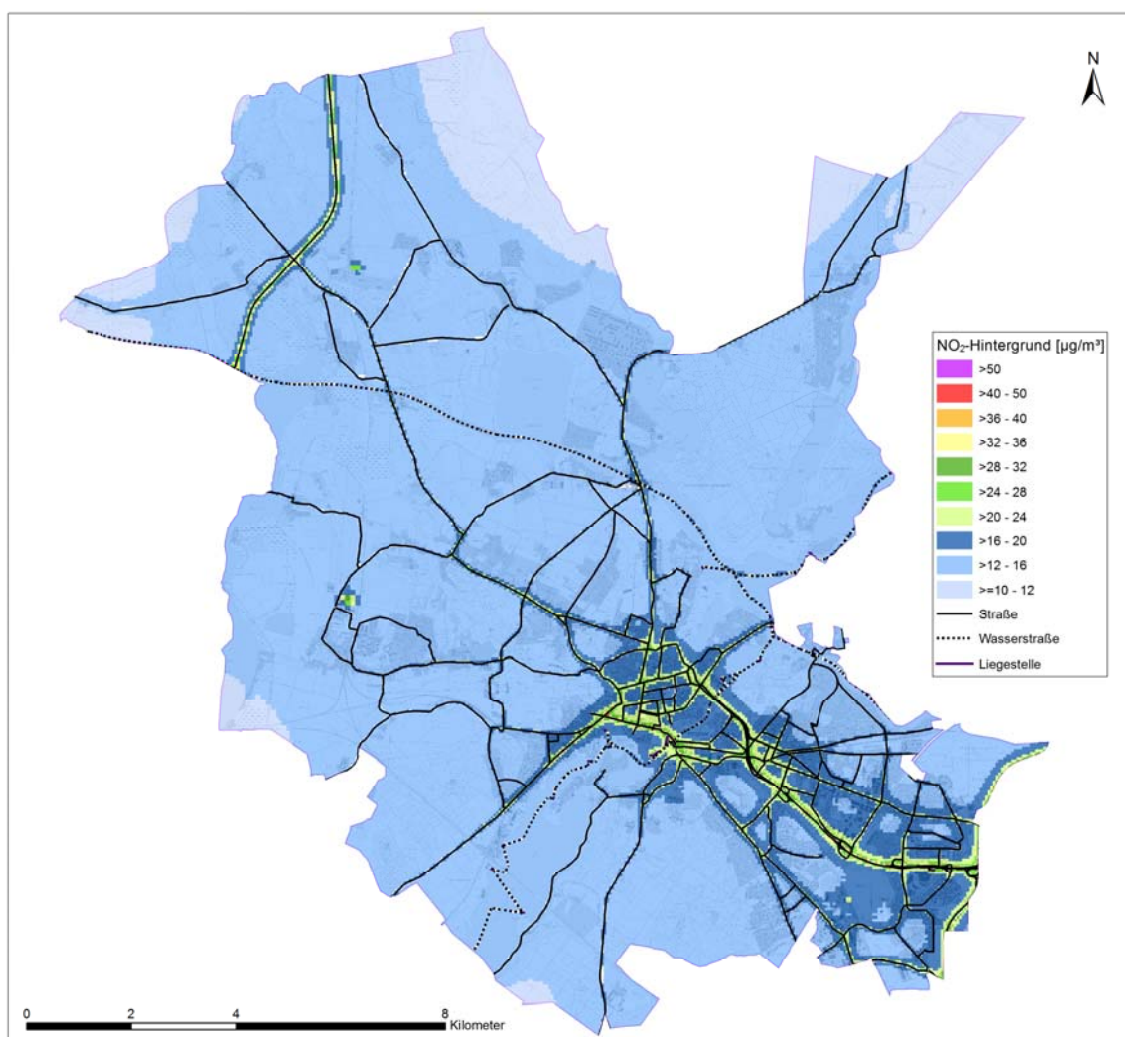 N
NO₂-Hintergrund [µg/m³]
>50
>40 - 50
>36 - 40
>32 - 36
>28 - 32
>24 - 28
>20 - 24
>16 - 20
>12 - 16
>=10 - 12
Straße
Wasserstraße
Liegestelle
0 2 4 8
Kilometer